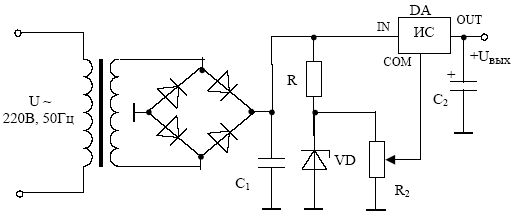 DA
IN
ИС
OUT
COM
+Uвых
U ~
220В, 50Гц
R
+
C2
C1
VD
R2